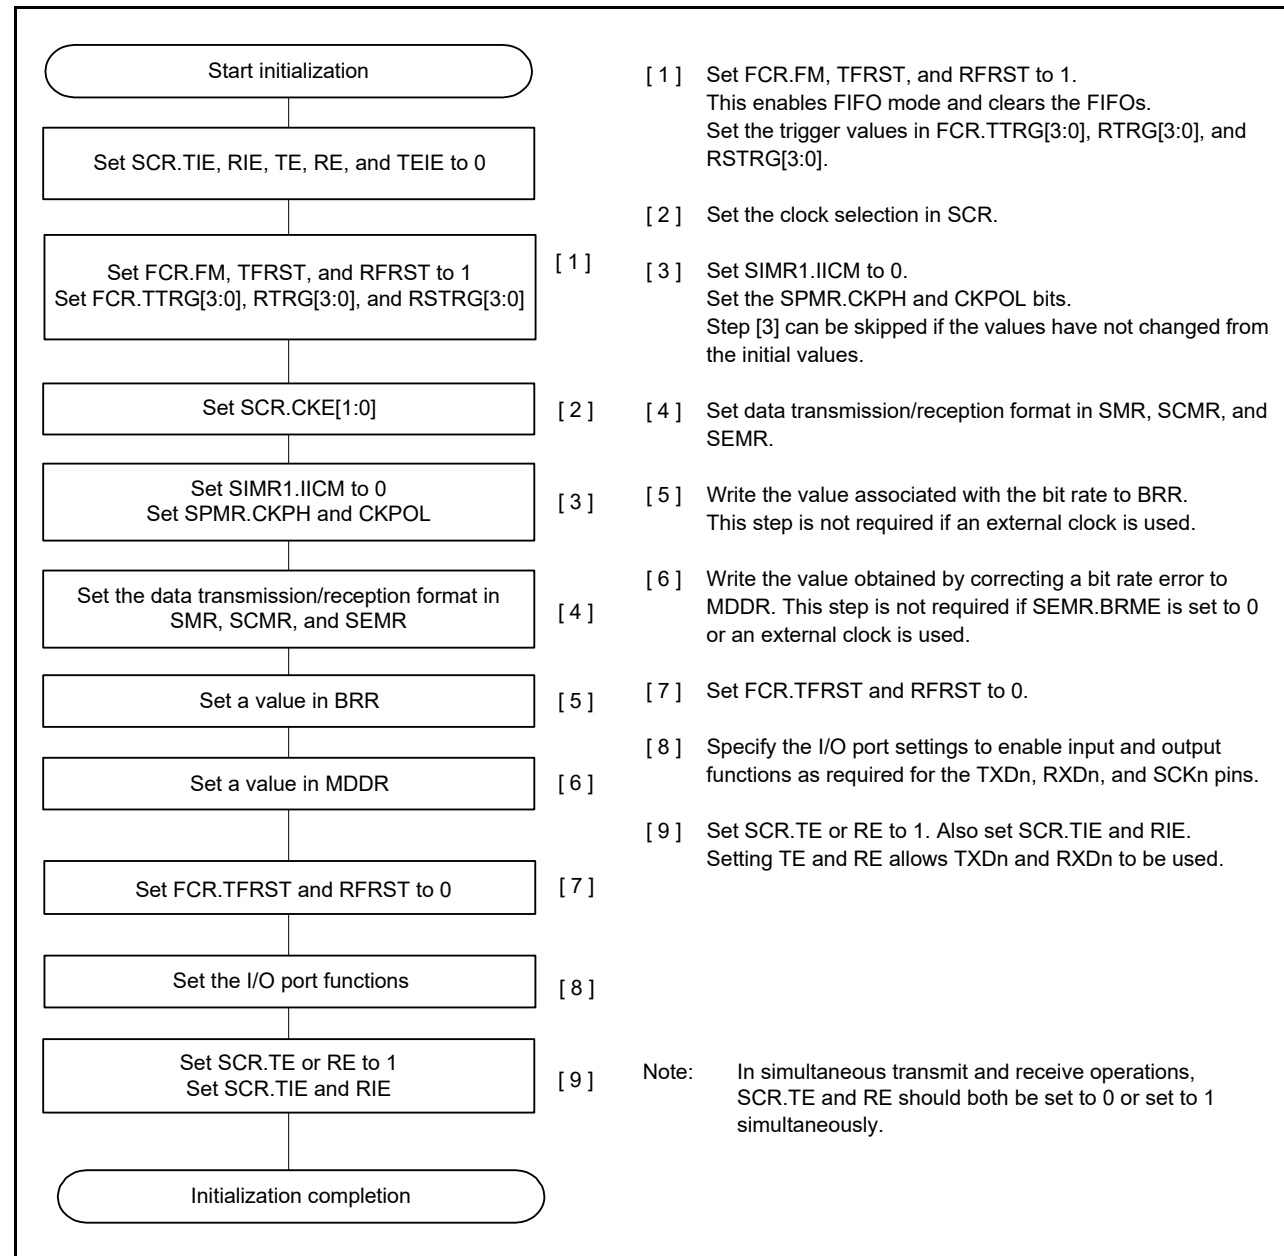 Start initialization
Set SCR.TIE, RIE, TE, RE, and TEIE to 0
Set FCR.FM, TFRST, and RFRST to 1
Set FCR.TTRG[3:0], RTRG[3:0], and RSTRG[3:0]
[ 1 ]
Set SCR.CKE[1:0]
[ 2 ]
Set SIMR1.IICM to 0
Set SPMR.CKPH and CKPOL
[ 3 ]
Set the data transmission/reception format in
SMR, SCMR, and SEMR
[ 4 ]
Set a value in BRR
[ 5 ]
Set a value in MDDR
[ 6 ]
Set FCR.TFRST and RFRST to 0
[ 7 ]
Set the I/O port functions
[ 8 ]
Set SCR.TE or RE to 1
Set SCR.TIE and RIE
[ 9 ]
Initialization completion
[ 1 ] Set FCR.FM, TFRST, and RFRST to 1.
This enables FIFO mode and clears the FIFOs.
Set the trigger values in FCR.TTRG[3:0], RTRG[3:0], and
RSTRG[3:0].
[ 2 ] Set the clock selection in SCR.
[ 3 ] Set SIMR1.IICM to 0.
Set the SPMR.CKPH and CKPOL bits.
Step [3] can be skipped if the values have not changed from
the initial values.
[ 4 ] Set data transmission/reception format in SMR, SCMR, and
SEMR.
[ 5 ] Write the value associated with the bit rate to BRR.
This step is not required if an external clock is used.
[ 6 ] Write the value obtained by correcting a bit rate error to
MDDR. This step is not required if SEMR.BRME is set to 0
or an external clock is used.
[ 7 ] Set FCR.TFRST and RFRST to 0.
[ 8 ] Specify the I/O port settings to enable input and output
functions as required for the TXDn, RXDn, and SCKn pins.
[ 9 ] Set SCR.TE or RE to 1. Also set SCR.TIE and RIE.
Setting TE and RE allows TXDn and RXDn to be used.
Note: In simultaneous transmit and receive operations,
SCR.TE and RE should both be set to 0 or set to 1
simultaneously.